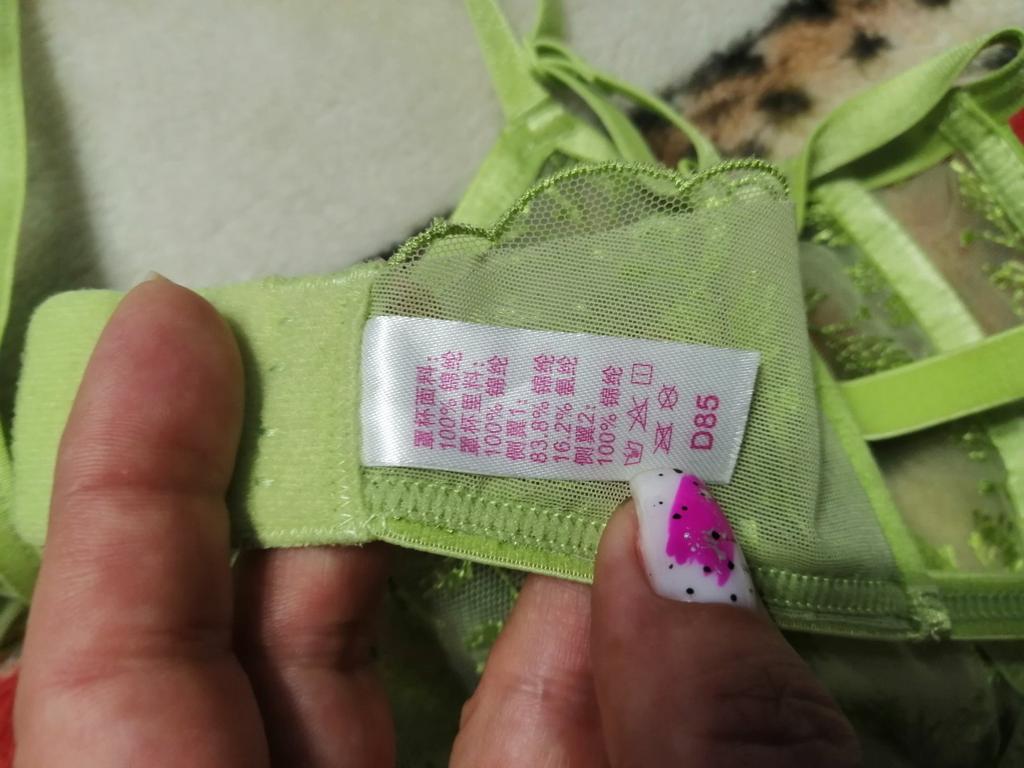 罩杯面料:
100% 锦纶
罩杯里料:
100% 锦纶
侧翼1:
83.8% 锦纶
16.2% 氨纶
侧翼2:
100% 锦纶
D85